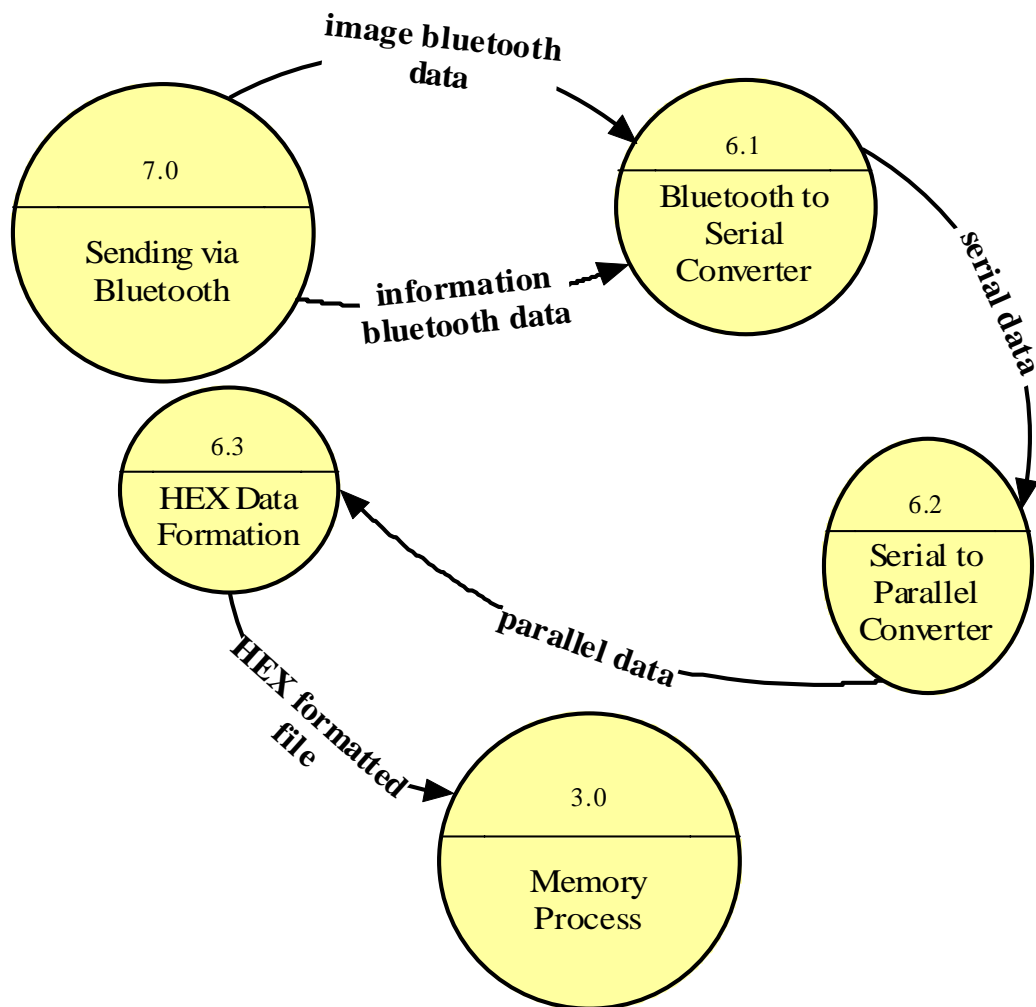 image bluetooth
data
7.0
Sending via
Bluetooth
6.1
Bluetooth to
Serial
Converter
information
bluetooth data
serial data
6.3
HEX Data
Formation
6.2
Serial to
Parallel
Converter
parallel data
HEX formatted
file
3.0
Memory
Process